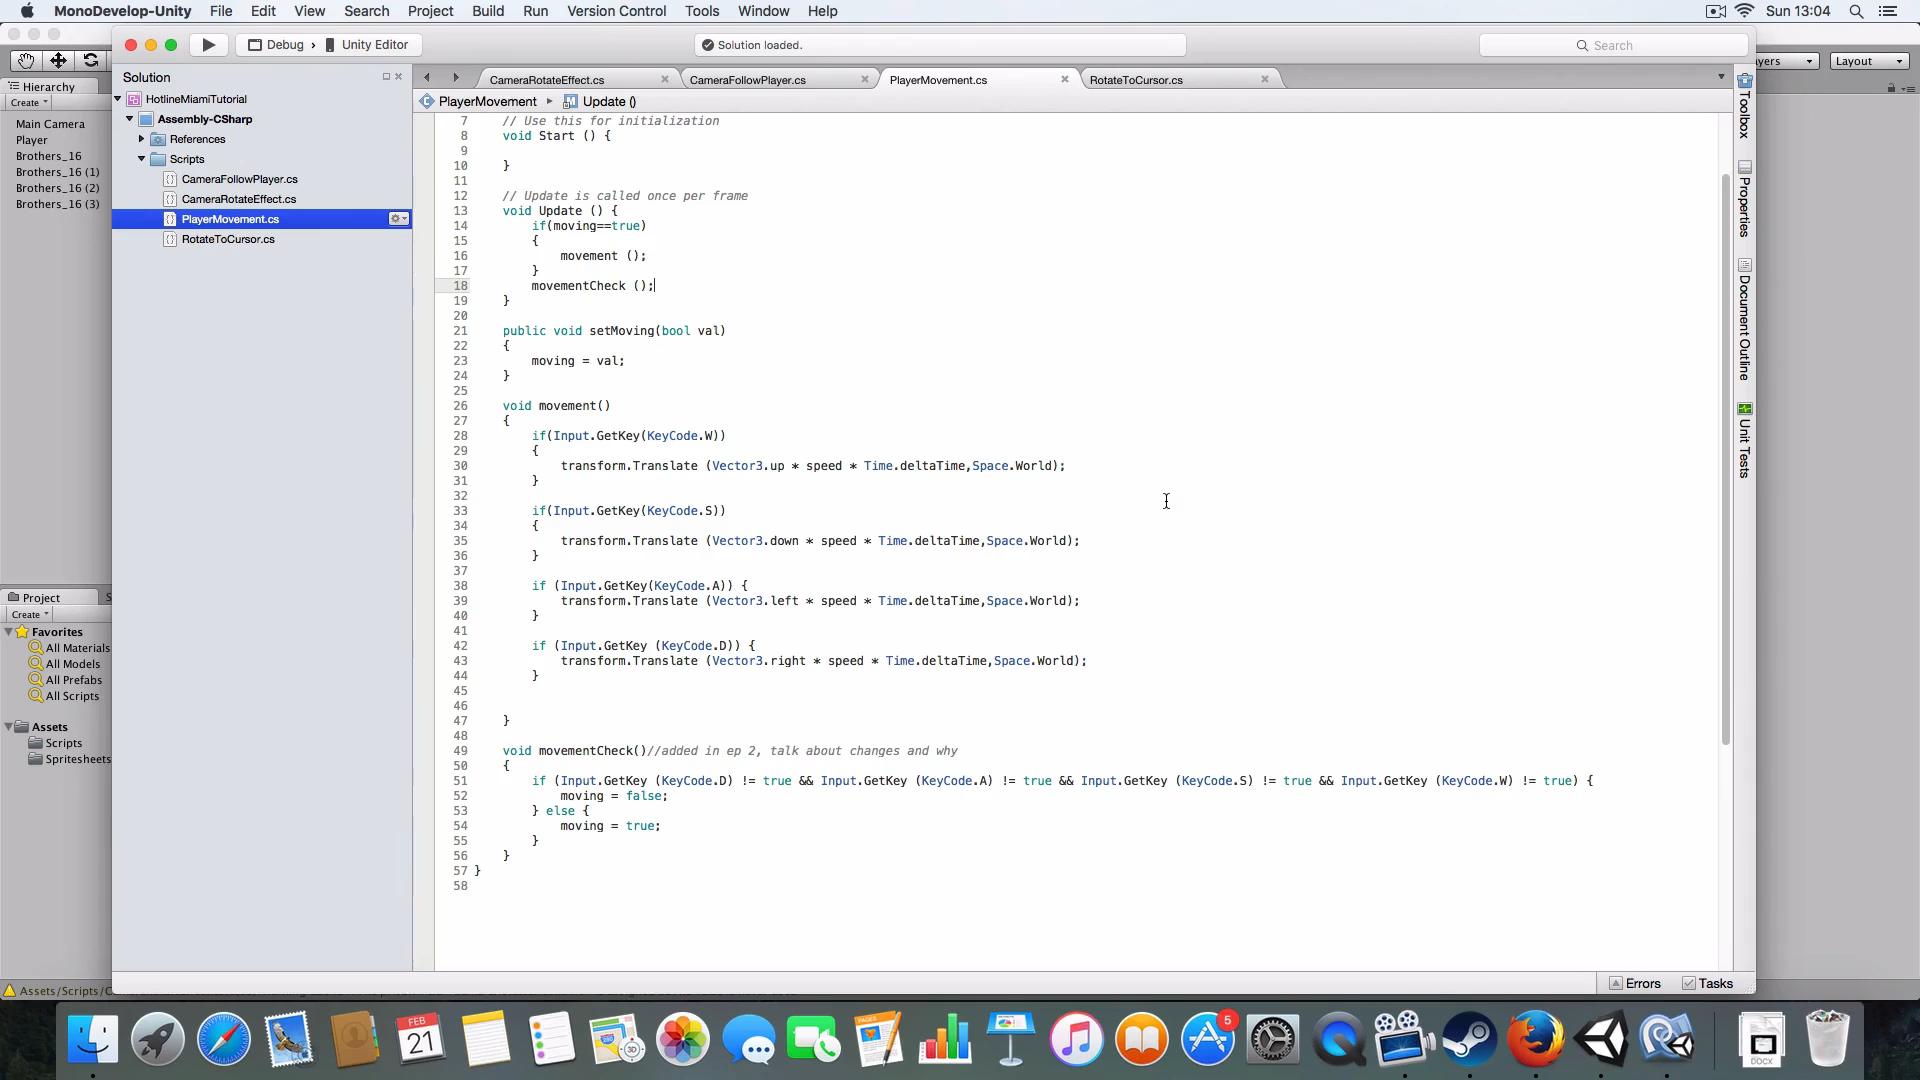 MonoDevelop-Unity File Edit View Search Project Build Run Version Control Tools Window Help Sun 13:04
Debug › Unity Editor Solution loaded. Search
yers Layout
Hierarchy
Create
Main Camera
Player
Brothers_16
Brothers_16 (1)
Brothers_16 (2)
Brothers_16 (3)
Project
Create
Favorites
All Materials
All Models
All Prefabs
All Scripts
Assets
Scripts
Spritesheets
Solution
HotlineMiamiTutorial
Assembly-CSharp
References
Scripts
CameraFollowPlayer.cs
CameraRotateEffect.cs
PlayerMovement.cs
RotateToCursor.cs
CameraRotateEffect.cs CameraFollowPlayer.cs PlayerMovement.cs RotateToCursor.cs
PlayerMovement Update ()
7 // Use this for initialization
8 void Start () {
9
10 }
11
12 // Update is called once per frame
13 void Update () {
14 if(moving==true)
15 {
16 movement ();
17 }
18 movementCheck ();
19 }
20
21 public void setMoving(bool val)
22 {
23 moving = val;
24 }
25
26 void movement()
27 {
28 if(Input.GetKey(KeyCode.W))
29 {
30 transform.Translate (Vector3.up * speed * Time.deltaTime,Space.World);
31 }
32
33 if(Input.GetKey(KeyCode.S))
34 {
35 transform.Translate (Vector3.down * speed * Time.deltaTime,Space.World);
36 }
37
38 if (Input.GetKey(KeyCode.A)) {
39 transform.Translate (Vector3.left * speed * Time.deltaTime,Space.World);
40 }
41
42 if (Input.GetKey (KeyCode.D)) {
43 transform.Translate (Vector3.right * speed * Time.deltaTime,Space.World);
44 }
45
46
47 }
48
49 void movementCheck()//added in ep 2, talk about changes and why
50 {
51 if (Input.GetKey (KeyCode.D) != true && Input.GetKey (KeyCode.A) != true && Input.GetKey (KeyCode.S) != true && Input.GetKey (KeyCode.W) != true) {
52 moving = false;
53 } else {
54 moving = true;
55 }
56 }
57 }
58
Toolbox
Properties
Document Outline
Unit Tests
Errors Tasks
Assets/Scripts/C
FEB
21
3D
5
DOCX